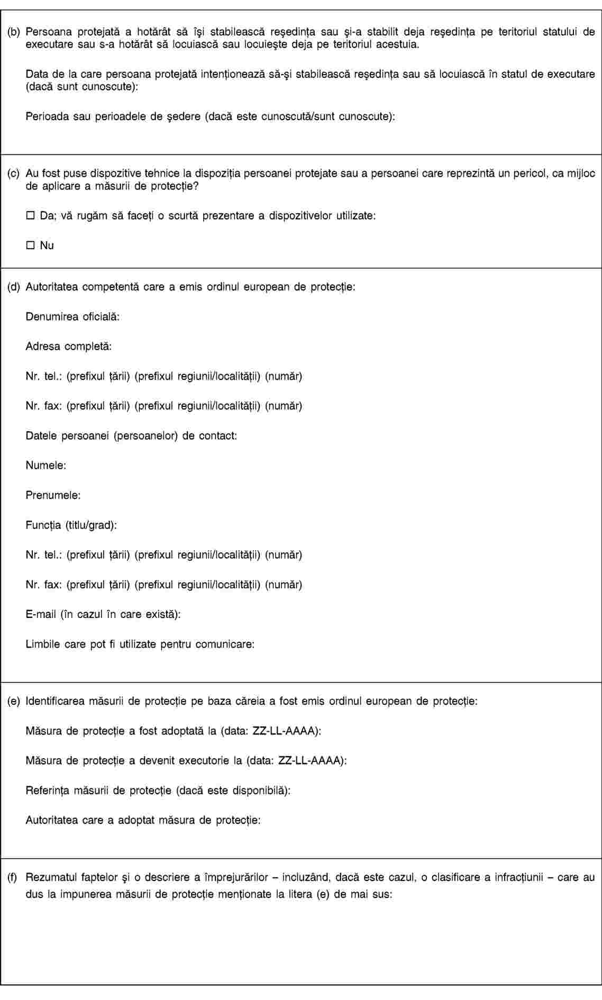 (b) Persoana protejată a hotărât să îşi stabilească reşedinţa sau şi-a stabilit deja reşedinţa pe teritoriul statului de
executare sau s-a hotărât să locuiască sau locuieşte deja pe teritoriul acestuia.
Data de la care persoana protejată intenţionează să-şi stabilească reşedinţa sau să locuiască în statul de executare
(dacă sunt cunoscute):
Perioada sau perioadele de şedere (dacă este cunoscută/sunt cunoscute):
(c) Au fost puse dispozitive tehnice la dispoziţia persoanei protejate sau a persoanei care reprezintă un pericol, ca mijloc
de aplicare a măsurii de protecţie?
☐ Da; vă rugăm să faceţi o scurtă prezentare a dispozitivelor utilizate:
☐ Nu
(d) Autoritatea competentă care a emis ordinul european de protecţie:
Denumirea oficială:
Adresa completă:
Nr. tel.: (prefixul ţării) (prefixul regiunii/localităţii) (număr)
Nr. fax: (prefixul ţării) (prefixul regiunii/localităţii) (număr)
Datele persoanei (persoanelor) de contact:
Numele:
Prenumele:
Funcţia (titlu/grad):
Nr. tel.: (prefixul ţării) (prefixul regiunii/localităţii) (număr)
Nr. fax: (prefixul ţării) (prefixul regiunii/localităţii) (număr)
E-mail (în cazul în care există):
Limbile care pot fi utilizate pentru comunicare:
(e) Identificarea măsurii de protecţie pe baza căreia a fost emis ordinul european de protecţie:
Măsura de protecţie a fost adoptată la (data: ZZ-LL-AAAA):
Măsura de protecţie a devenit executorie la (data: ZZ-LL-AAAA):
Referinţa măsurii de protecţie (dacă este disponibilă):
Autoritatea care a adoptat măsura de protecţie:
(f) Rezumatul faptelor şi o descriere a împrejurărilor – incluzând, dacă este cazul, o clasificare a infracţiunii – care au
dus la impunerea măsurii de protecţie menţionate la litera (e) de mai sus: